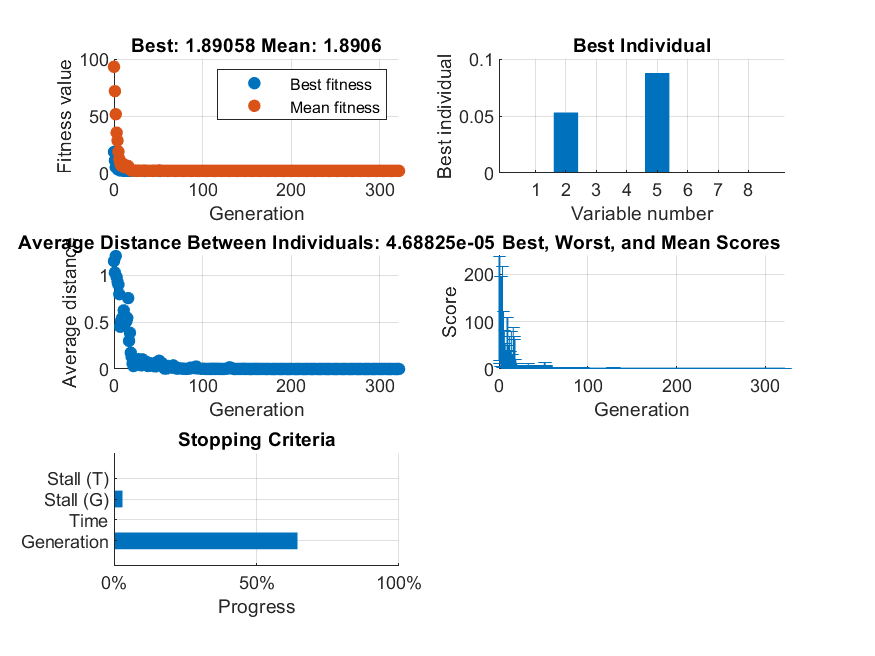 Best: 1.89058 Mean: 1.8906
Fitness value
100
50
0
0 100 200 300
Generation
Best fitness
Mean fitness
Best Individual
Best individual
0.1
0.05
0
1 2 3 4 5 6 7 8
Variable number
Average Distance Between Individuals: 4.68825e-05
Average distance
1
0.5
0
0 100 200 300
Generation
Best, Worst, and Mean Scores
Score
200
100
0
0 100 200 300
Generation
Stopping Criteria
Stall (T)
Stall (G)
Time
Generation
0% 50% 100%
Progress